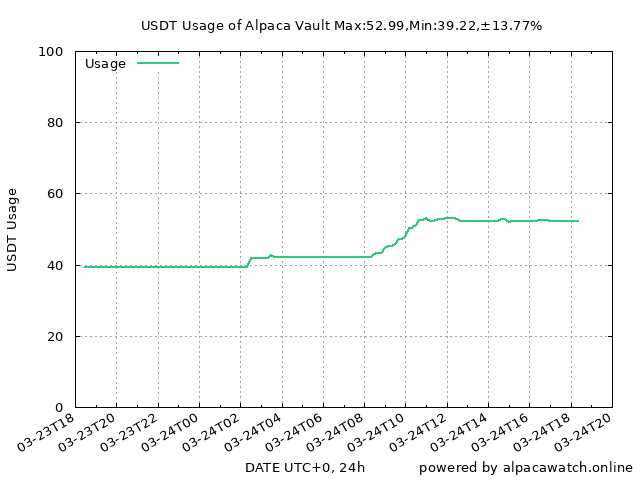 USDT Usage of Alpaca Vault Max:52.99,Min:39.22,±13.77%
Usage
100
80
60
40
20
0
USDT Usage
03-23T18
03-23T20
03-23T22
03-24T00
03-24T02
03-24T04
03-24T06
03-24T08
03-24T10
03-24T12
03-24T14
03-24T16
03-24T18
03-24T20
DATE UTC+0, 24h
powered by alpacawatch.online